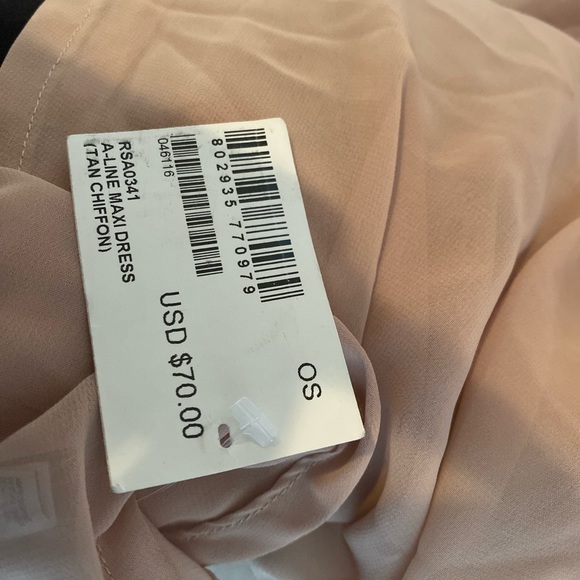 RSA0341
A-LINE MAXI DRESS
(TAN CHIFFON)
046116
802935 770979
USD $70.00
OS